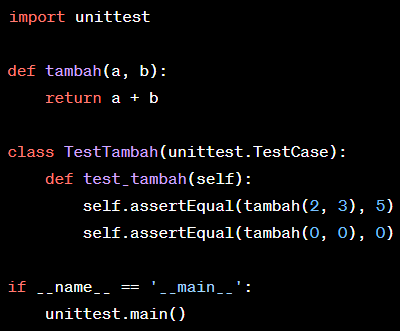 import unittest

def tambah(a, b):
    return a + b

class TestTambah(unittest.TestCase):
    def test_tambah(self):
        self.assertEqual(tambah(2, 3), 5)
        self.assertEqual(tambah(0, 0), 0)

if __name__ == '__main__':
    unittest.main()